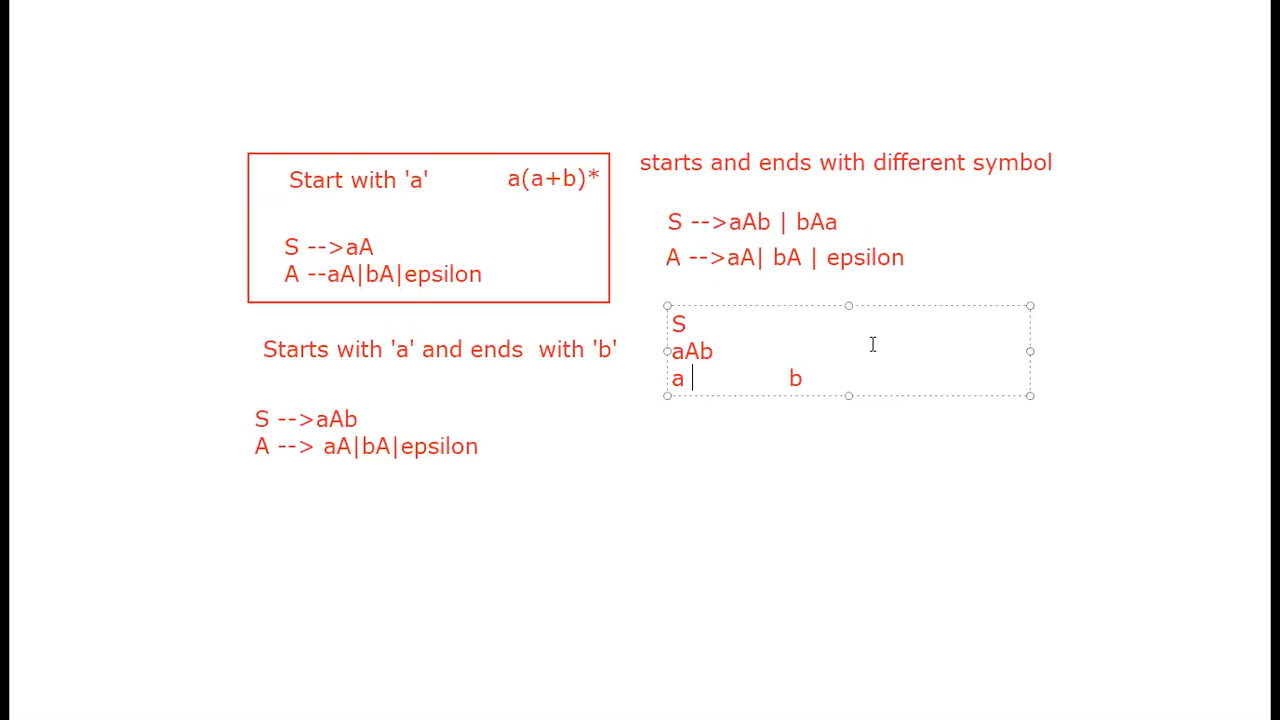 Start with 'a' a(a+b)*
S -->aA
A --aA|bA|epsilon
Starts with 'a' and ends with 'b'
S -->aAb
A --> aA|bA|epsilon
starts and ends with different symbol
S -->aAb | bAa
A -->aA| bA | epsilon
S
aAb
a b